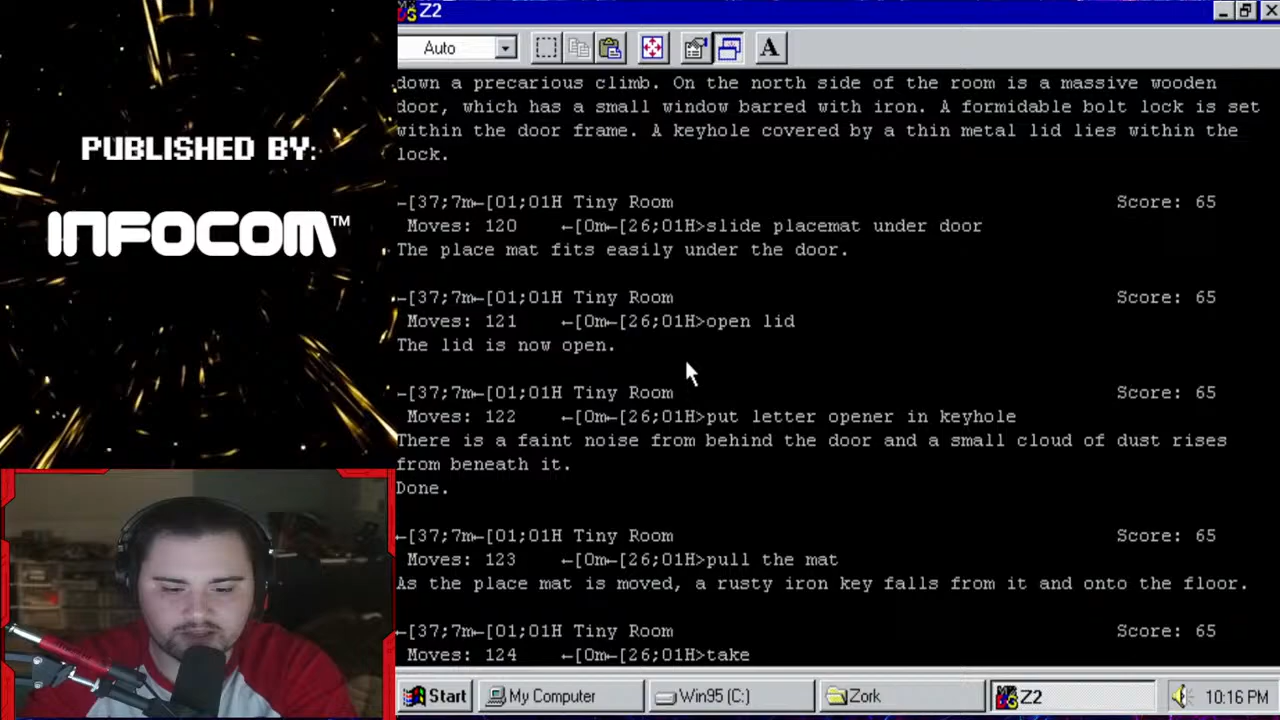 PUBLISHED BY:
INFOCOM™
Z2
Auto
A
down a precarious climb. On the north side of the room is a massive wooden
door, which has a small window barred with iron. A formidable bolt lock is set
within the door frame. A keyhole covered by a thin metal lid lies within the
lock.
←[37;7m←[01;01H Tiny Room Score: 65
Moves: 120 ←[0m←[26;01H>slide placemat under door
The place mat fits easily under the door.
←[37;7m←[01;01H Tiny Room Score: 65
Moves: 121 ←[0m←[26;01H>open lid
The lid is now open.
←[37;7m←[01;01H Tiny Room Score: 65
Moves: 122 ←[0m←[26;01H>put letter opener in keyhole
There is a faint noise from behind the door and a small cloud of dust rises
from beneath it.
Done.
←[37;7m←[01;01H Tiny Room Score: 65
Moves: 123 ←[0m←[26;01H>pull the mat
As the place mat is moved, a rusty iron key falls from it and onto the floor.
←[37;7m←[01;01H Tiny Room Score: 65
Moves: 124 ←[0m←[26;01H>take
Start My Computer Win95 (C:) Zork Z2 10:16 PM